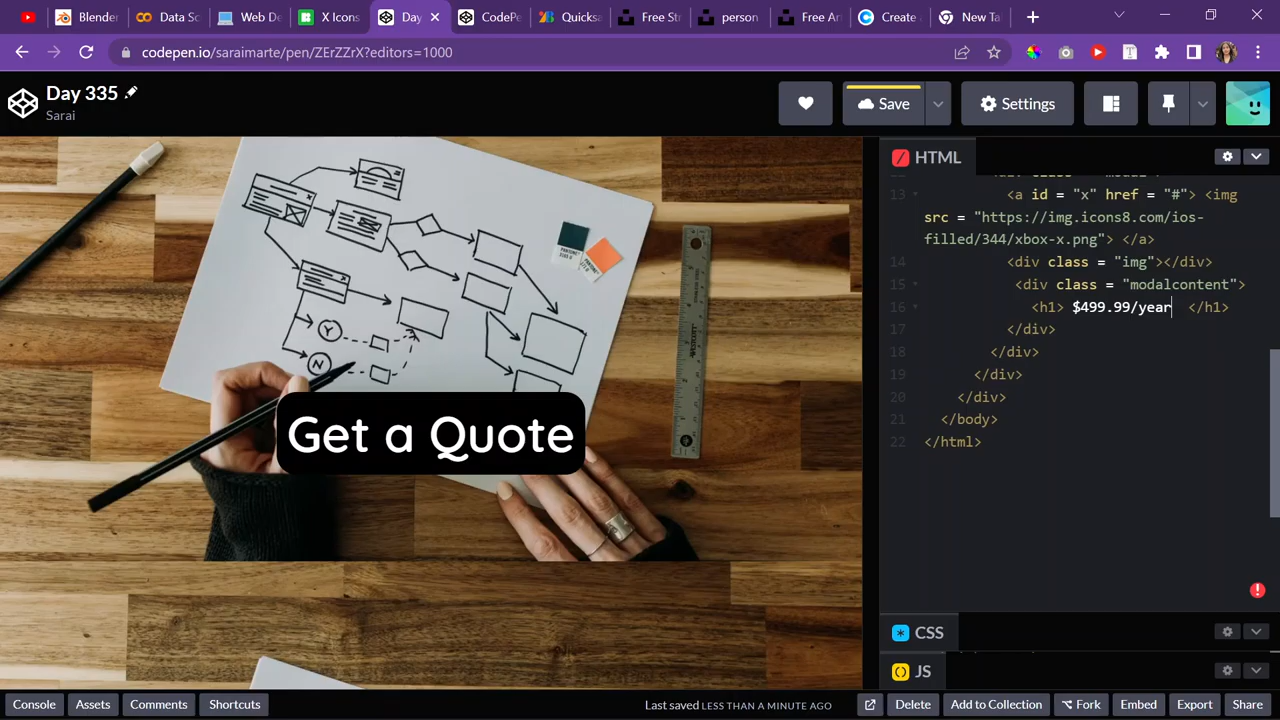 Blender
Data Sc
Web De
X Icons
Day
CodePe
Quicksa
Free Str
person
Free Ar
Create
New Tal
codepen.io/saraimarte/pen/ZErZZrX?editors=1000
Day 335
Sarai
Save
Settings
HTML
13 <a id = "x" href = "#"> <img
src = "https://img.icons8.com/ios-
filled/344/xbox-x.png"> </a>
14 <div class = "img"></div>
15 <div class = "modalcontent">
16 <h1> $499.99/year </h1>
17 </div>
18 </div>
19 </div>
20 </div>
21 </body>
22 </html>
Y
N
Get a Quote
CSS
JS
Console
Assets
Comments
Shortcuts
Last saved LESS THAN A MINUTE AGO
Delete
Add to Collection
Fork
Embed
Export
Share